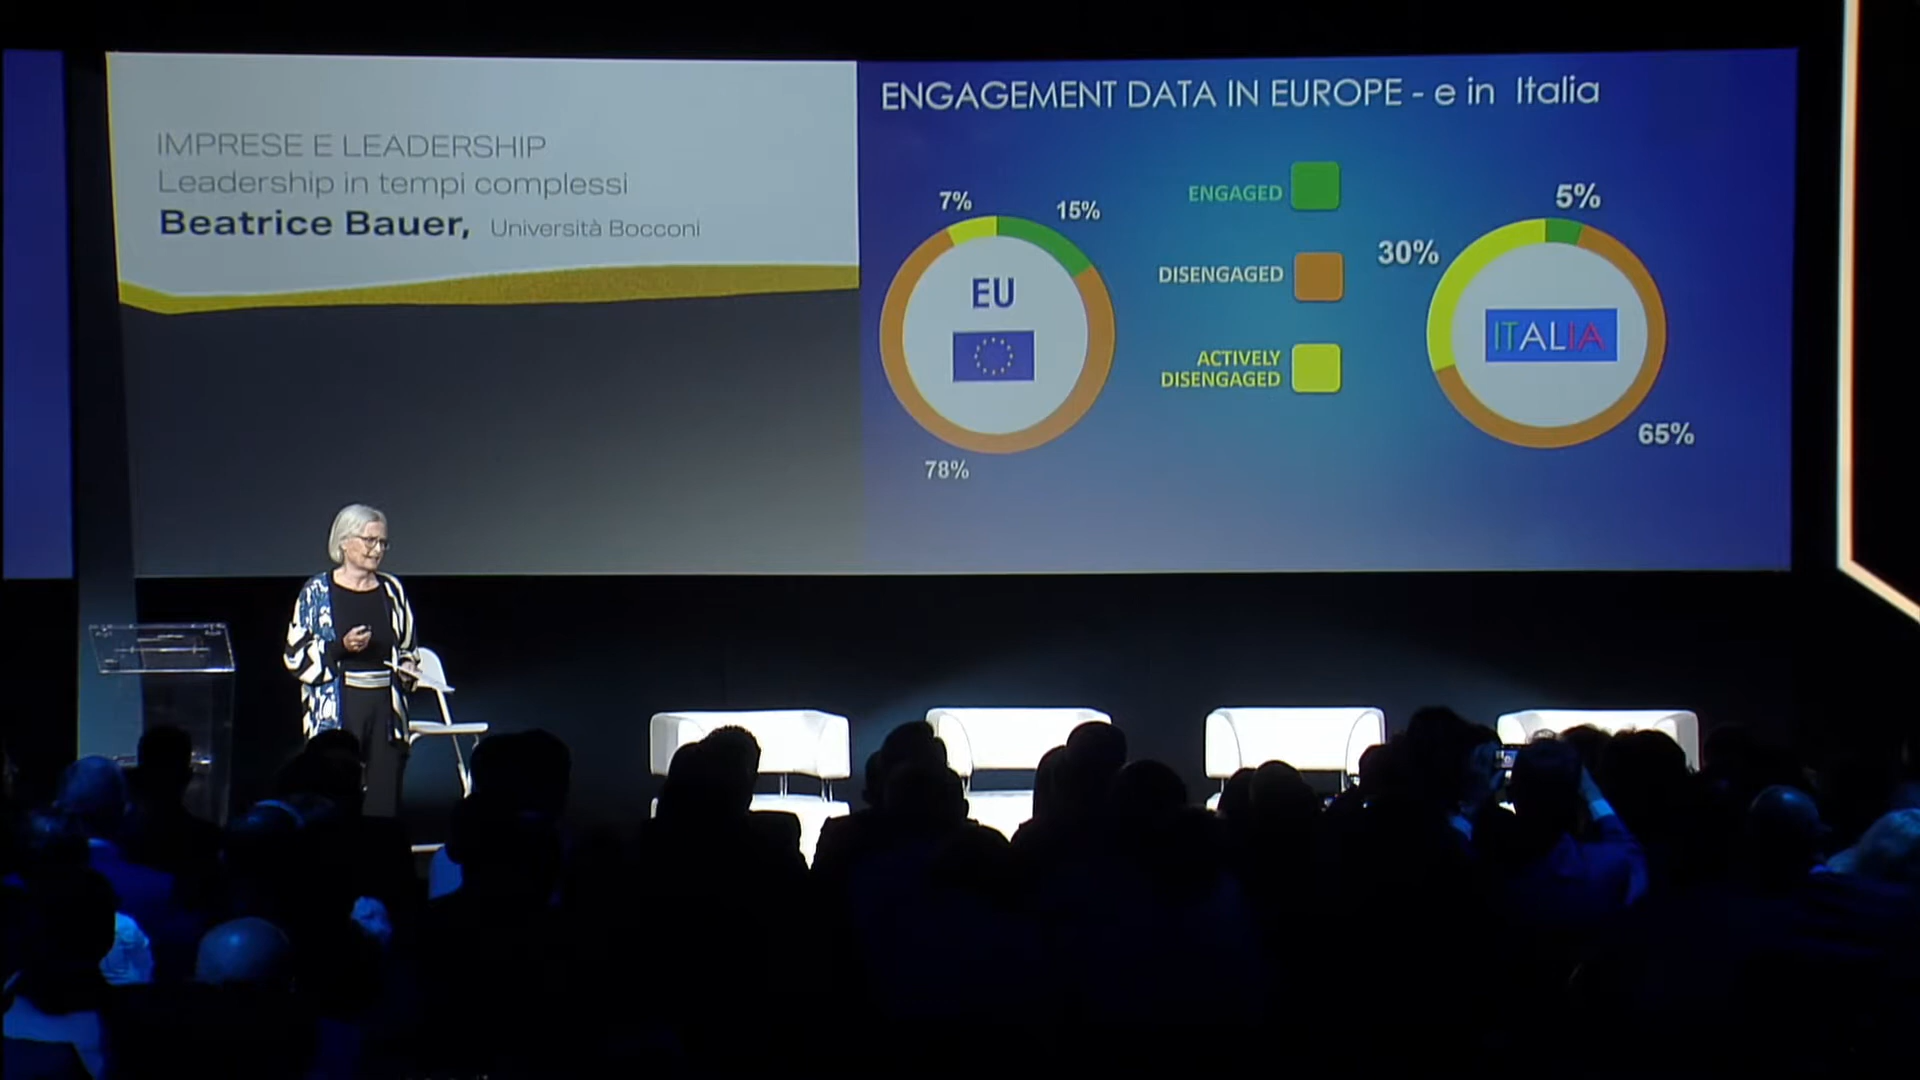 IMPRESE E LEADERSHIP
Leadership in tempi complessi
Beatrice Bauer, Università Bocconi
ENGAGEMENT DATA IN EUROPE - e in Italia
7%
15%
EU
78%
ENGAGED
DISENGAGED
ACTIVELY
DISENGAGED
5%
30%
ITALIA
65%